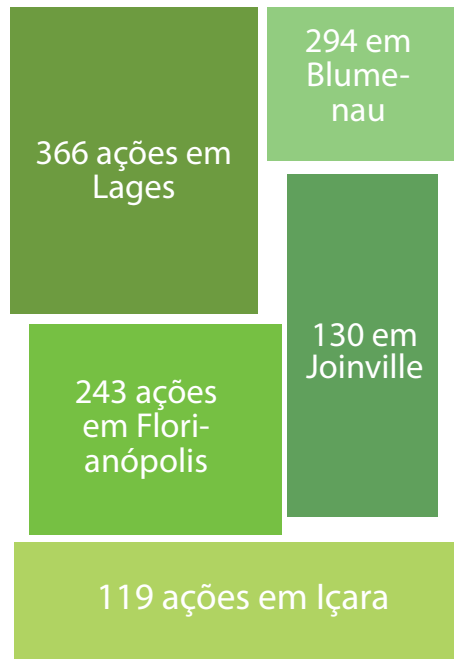 366 ações em
Lages
294 em
Blume-
nau
130 em
Joinville
243 ações
em Flori-
anópolis
119 ações em Içara